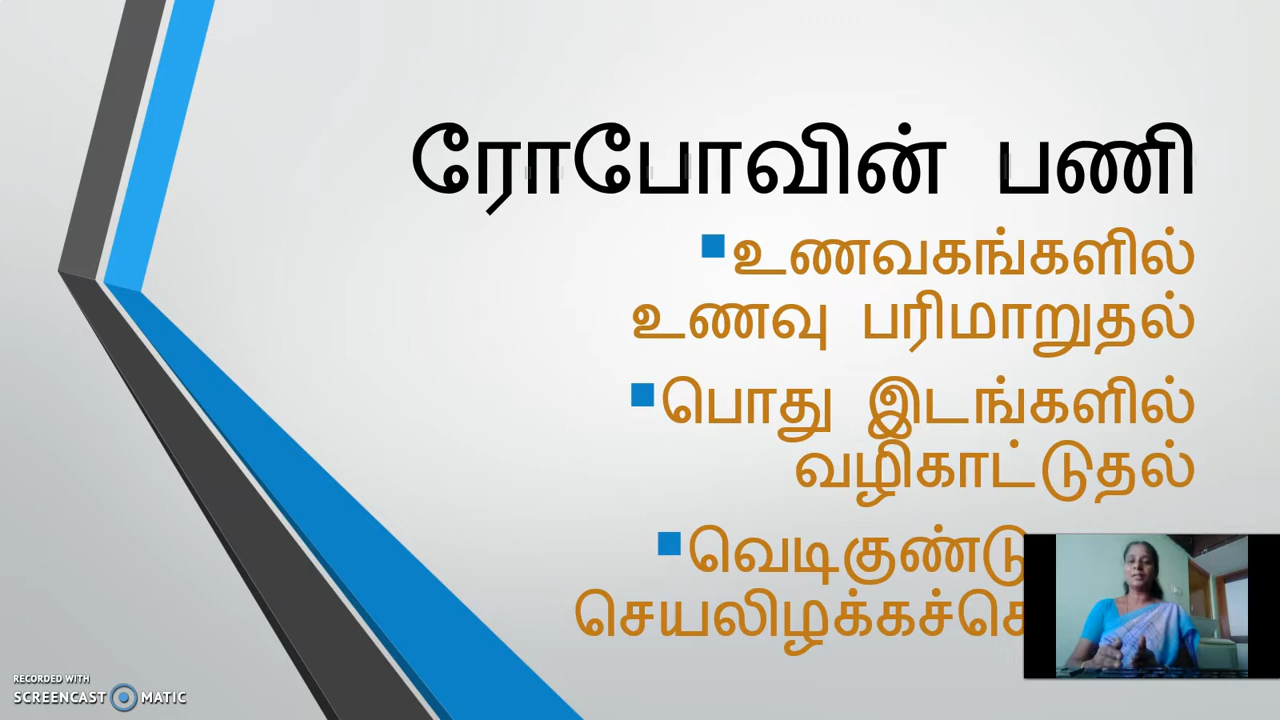 ரோபோவின் பணி
உணவகங்களில்
உணவு பரிமாறுதல்
பொது இடங்களில்
வழிகாட்டுதல்
வெடிகுண்டு
RECORDED WITH
SCREENCAST MATIC